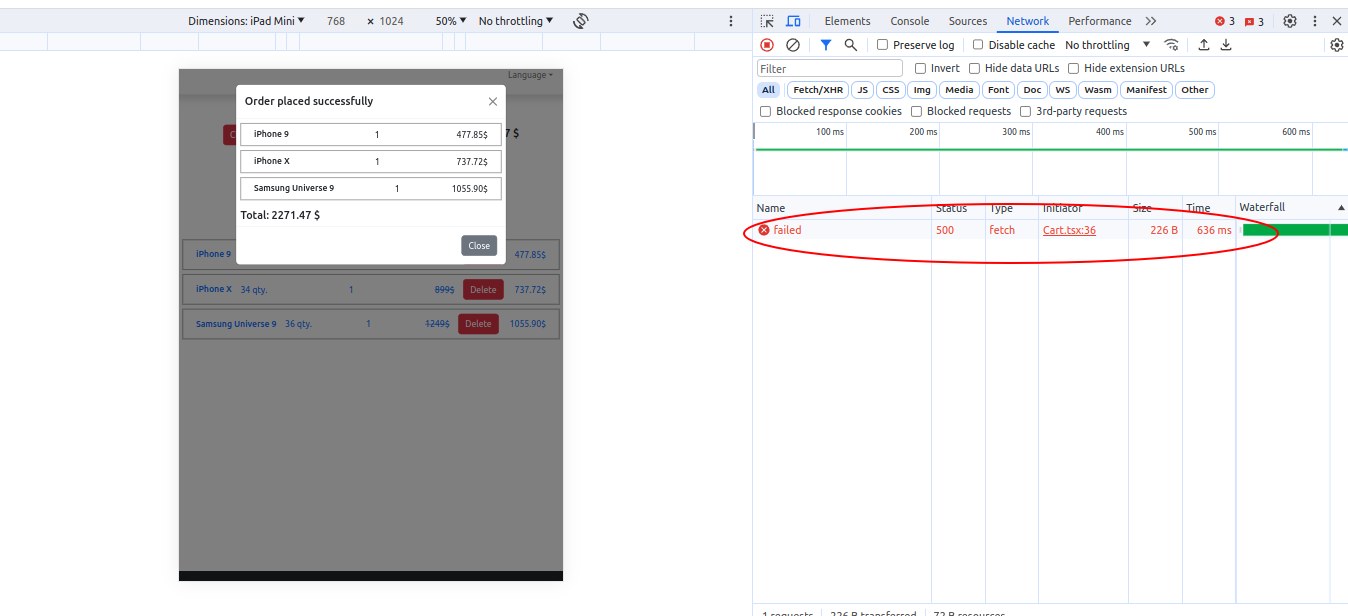 Dimensions: iPad Mini 768 × 1024 50% No throttling
Elements Console Sources Network Performance 3 3
Preserve log Disable cache No throttling
Filter Invert Hide data URLs Hide extension URLs
All Fetch/XHR JS CSS Img Media Font Doc WS Wasm Manifest Other
Blocked response cookies Blocked requests 3rd-party requests
100 ms 200 ms 300 ms 400 ms 500 ms 600 ms
Name Status Type Initiator Size Time Waterfall
failed 500 fetch Cart.tsx:36 226 B 636 ms
1 requests 226 B transferred 72 B resources
Language
Order placed successfully
iPhone 9 1 477.85$
iPhone X 1 737.72$
Samsung Universe 9 1 1055.90$
Total: 2271.47 $
Close
7 $
iPhone 9 477.85$
iPhone X 34 qty. 1 899$ Delete 737.72$
Samsung Universe 9 36 qty. 1 1249$ Delete 1055.90$